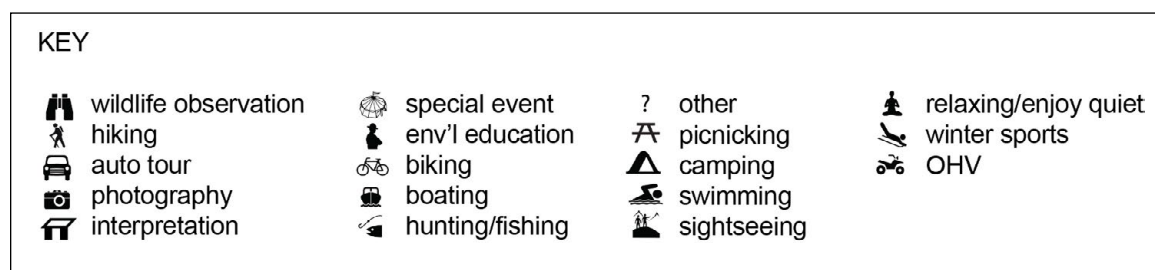 KEY
wildlife observation
hiking
auto tour
photography
interpretation
special event
env'l education
biking
boating
hunting/fishing
? other
picnicking
camping
swimming
sightseeing
relaxing/enjoy quiet
winter sports
OHV